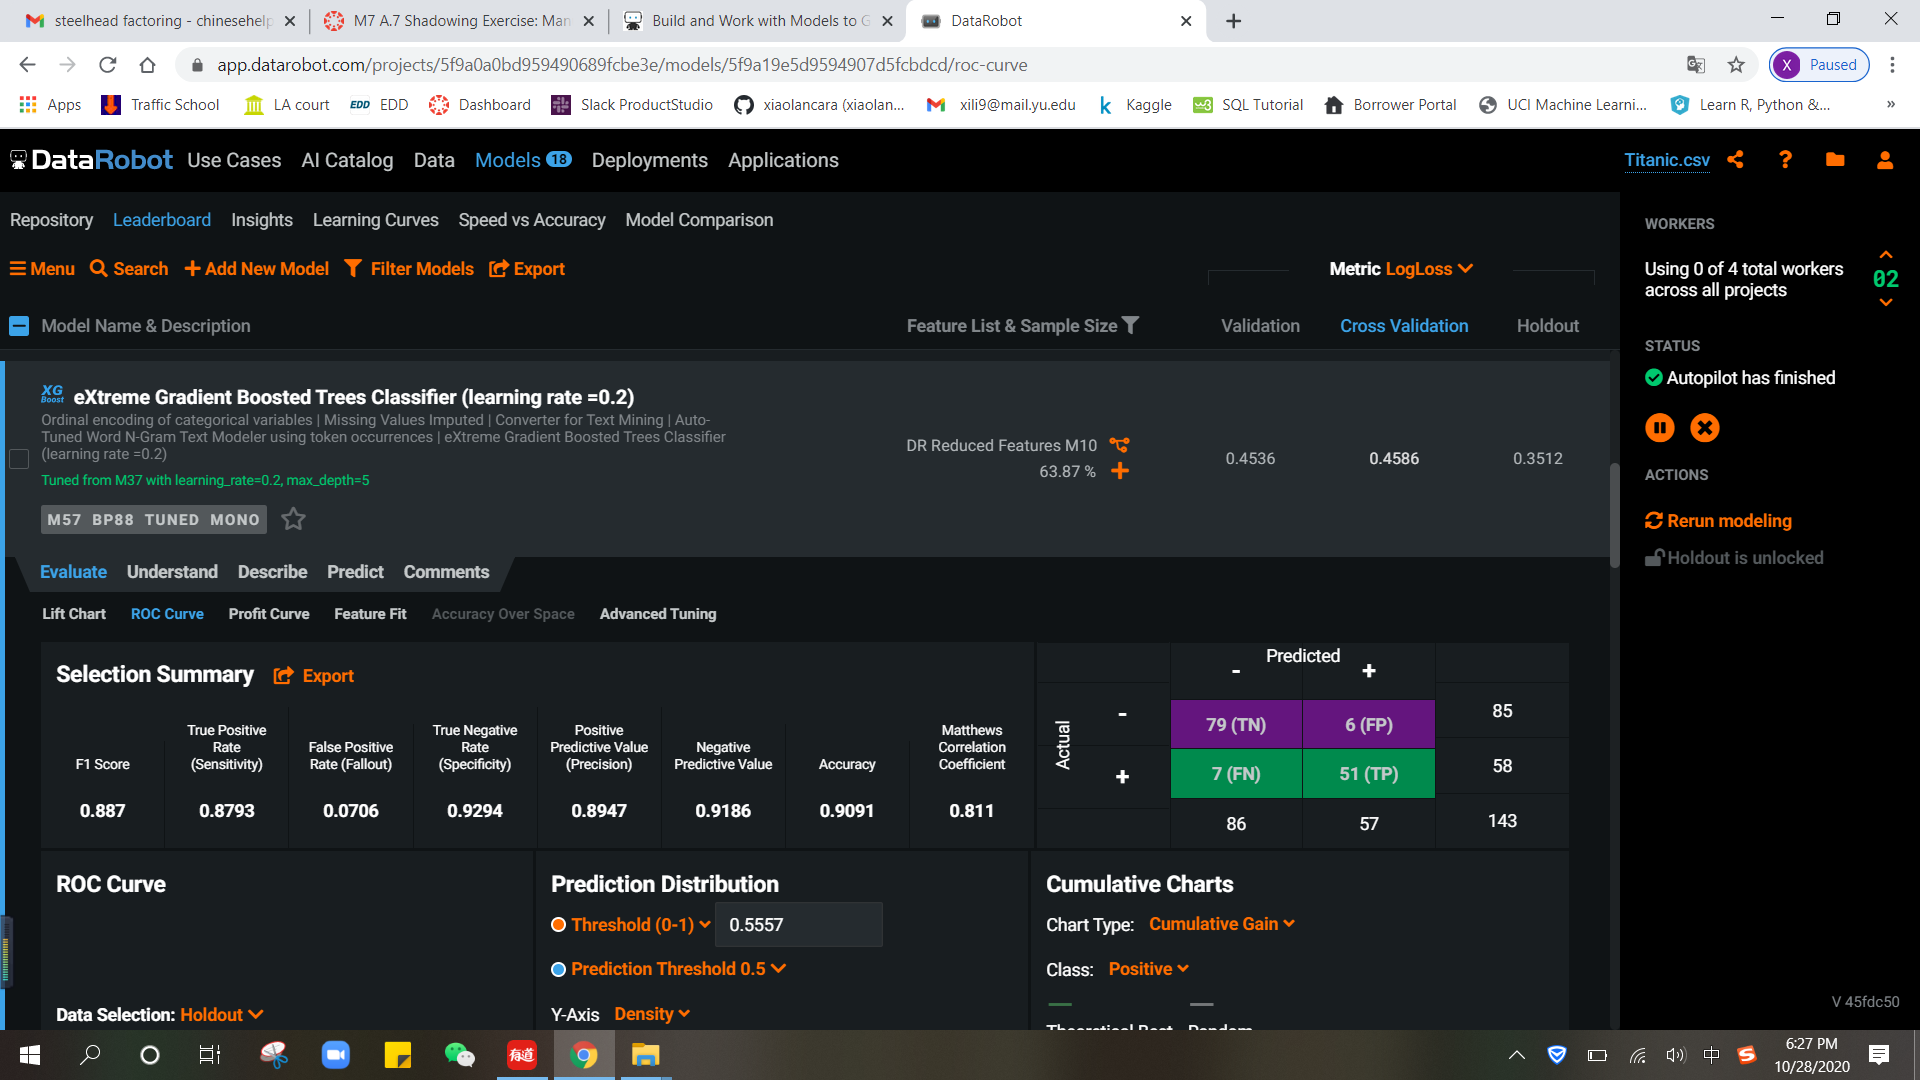 steelhead factoring - chinesehelp
M7 A.7 Shadowing Exercise: Man
Build and Work with Models to G
DataRobot
app.datarobot.com/projects/5f9a0a0bd959490689fcbe3e/models/5f9a19e5d9594907d5fcbdcd/roc-curve
X Paused
Apps
Traffic School
LA court
EDD EDD
Dashboard
Slack ProductStudio
xiaolancara (xiaolan...
xili9@mail.yu.edu
k Kaggle
SQL Tutorial
Borrower Portal
UCI Machine Learni...
Learn R, Python &...
»
DataRobot Use Cases AI Catalog Data Models 18 Deployments Applications
Titanic.csv ?
Repository Leaderboard Insights Learning Curves Speed vs Accuracy Model Comparison
Menu Search Add New Model Filter Models Export
Metric LogLoss
Model Name & Description
Feature List & Sample Size
Validation
Cross Validation
Holdout
XG Boost eXtreme Gradient Boosted Trees Classifier (learning rate =0.2)
Ordinal encoding of categorical variables | Missing Values Imputed | Converter for Text Mining | Auto-
Tuned Word N-Gram Text Modeler using token occurrences | eXtreme Gradient Boosted Trees Classifier
(learning rate =0.2)
Tuned from M37 with learning_rate=0.2, max_depth=5
M57 BP88 TUNED MONO
DR Reduced Features M10
63.87 %
0.4536
0.4586
0.3512
Evaluate Understand Describe Predict Comments
Lift Chart ROC Curve Profit Curve Feature Fit Accuracy Over Space Advanced Tuning
Selection Summary Export
F1 Score
0.887
True Positive
Rate
(Sensitivity)
0.8793
False Positive
Rate (Fallout)
0.0706
True Negative
Rate
(Specificity)
0.9294
Positive
Predictive Value
(Precision)
0.8947
Negative
Predictive Value
0.9186
Accuracy
0.9091
Matthews
Correlation
Coefficient
0.811
Predicted
- +
Actual
- 79 (TN) 6 (FP) 85
+ 7 (FN) 51 (TP) 58
86 57 143
ROC Curve
Data Selection: Holdout
Prediction Distribution
Threshold (0-1) 0.5557
Prediction Threshold 0.5
Y-Axis Density
Cumulative Charts
Chart Type: Cumulative Gain
Class: Positive
Theoretical Best Random
WORKERS
Using 0 of 4 total workers
across all projects
02
STATUS
Autopilot has finished
ACTIONS
Rerun modeling
Holdout is unlocked
V 45fdc50
有道
中
S
6:27 PM
10/28/2020